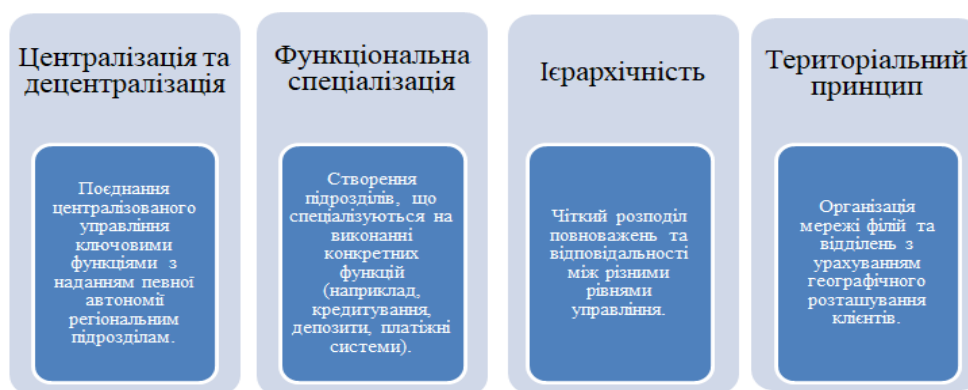 Централізація та
децентралізація
Поєднання
централізованого
управління
ключовими
функціями з
наданням певної
автономії
регіональним
підрозділам.
Функціональна
спеціалізація
Створення
підрозділів, що
спеціалізуються на
виконанні
конкретних
функцій
(наприклад,
кредитування,
депозити, платіжні
системи).
Ієрархічність
Чіткий розподіл
повноважень та
відповідальності
між різними
рівнями
управління.
Територіальний
принцип
Організація
мережі філій та
відділень з
урахуванням
географічного
розташування
клієнтів.